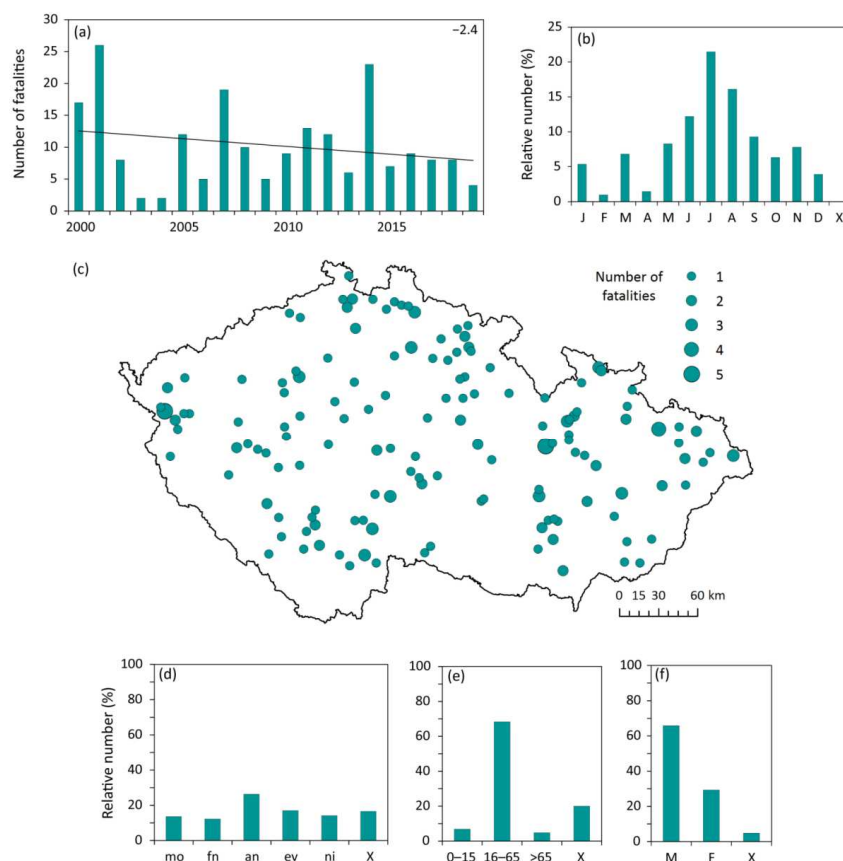 (a)
−2.4
Number of fatalities
30
25
20
15
10
5
0
2000
2005
2010
2015
(b)
Relative number (%)
25
20
15
10
5
0
J F M A M J J A S O N D X
(c)
Number of
fatalities
1
2
3
4
5
0 15 30 60 km
(d)
Relative number (%)
100
80
60
40
20
0
mo fn an ev ni X
(e)
100
80
60
40
20
0
0–15 16–65 >65 X
(f)
100
80
60
40
20
0
M F X